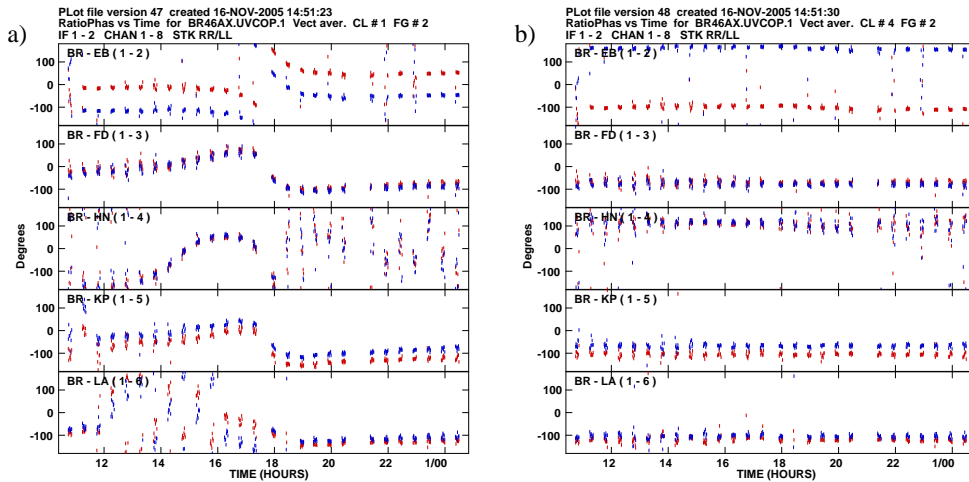 a)
PLot file version 47 created 16-NOV-2005 14:51:23
RatioPhas vs Time for BR46AX.UVCOP.1 Vect aver. CL # 1 FG # 2
IF 1 - 2 CHAN 1 - 8 STK RR/LL
BR - EB ( 1 - 2 )
100
0
-100
BR - FD ( 1 - 3 )
100
0
-100
BR - HN ( 1 - 4 )
100
0
-100
BR - KP ( 1 - 5 )
100
0
-100
BR - LA ( 1 - 6 )
100
0
-100
Degrees
12 14 16 18 20 22 1/00
TIME (HOURS)
b)
PLot file version 48 created 16-NOV-2005 14:51:30
RatioPhas vs Time for BR46AX.UVCOP.1 Vect aver. CL # 4 FG # 2
IF 1 - 2 CHAN 1 - 8 STK RR/LL
BR - EB ( 1 - 2 )
100
0
-100
BR - FD ( 1 - 3 )
100
0
-100
BR - HN ( 1 - 4 )
100
0
-100
BR - KP ( 1 - 5 )
100
0
-100
BR - LA ( 1 - 6 )
100
0
-100
Degrees
12 14 16 18 20 22 1/00
TIME (HOURS)